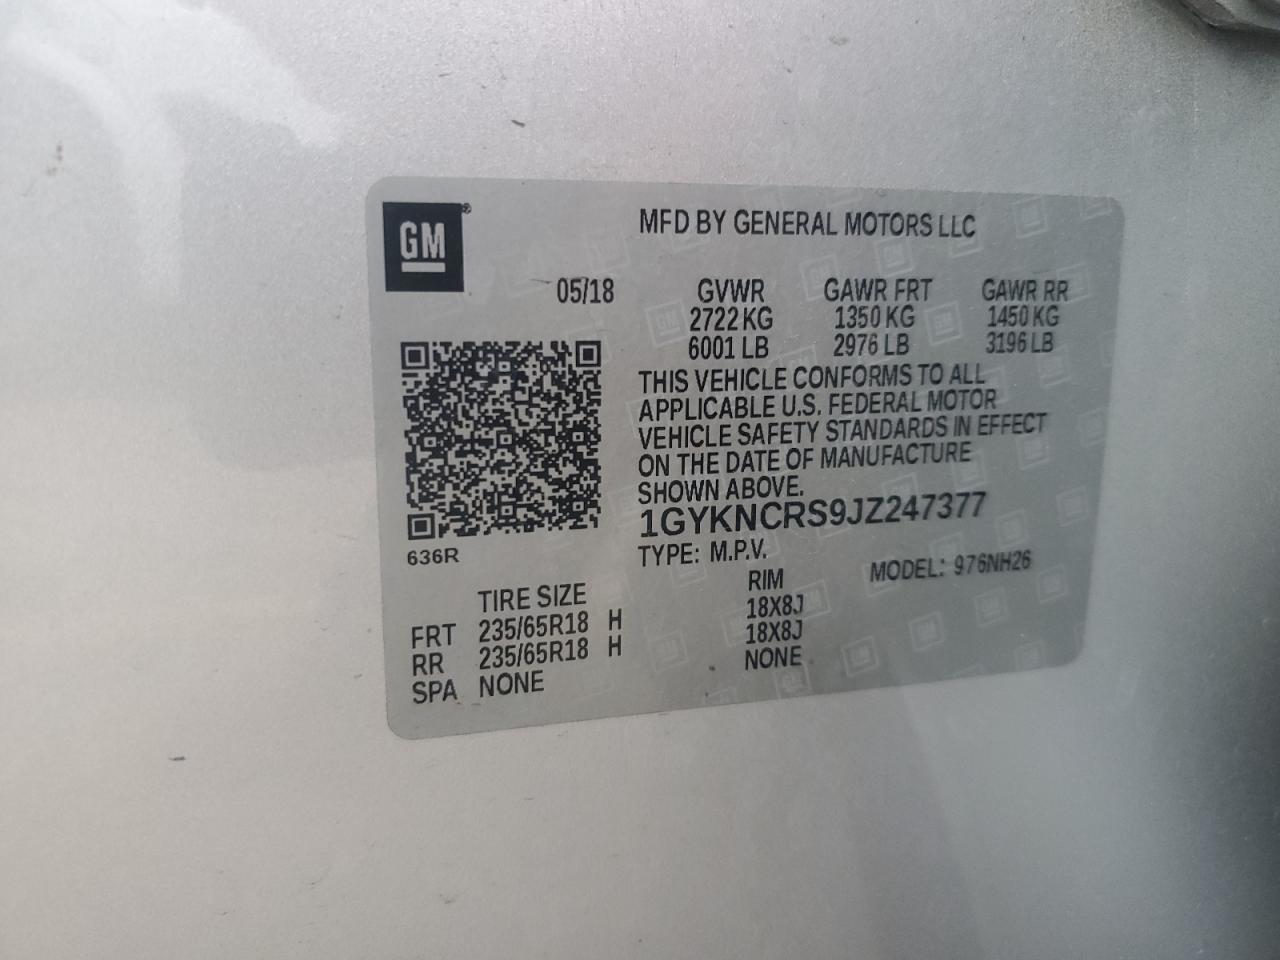 GM®
MFD BY GENERAL MOTORS LLC
05/18 GVWR GAWR FRT GAWR RR
2722 KG 1350 KG 1450 KG
6001 LB 2976 LB 3196 LB
THIS VEHICLE CONFORMS TO ALL
APPLICABLE U.S. FEDERAL MOTOR
VEHICLE SAFETY STANDARDS IN EFFECT
ON THE DATE OF MANUFACTURE
SHOWN ABOVE.
1GYKNCRS9JZ247377
636R
TYPE: M.P.V. MODEL: 976NH26
TIRE SIZE RIM
FRT 235/65R18 H 18X8J
RR 235/65R18 H 18X8J
SPA NONE NONE